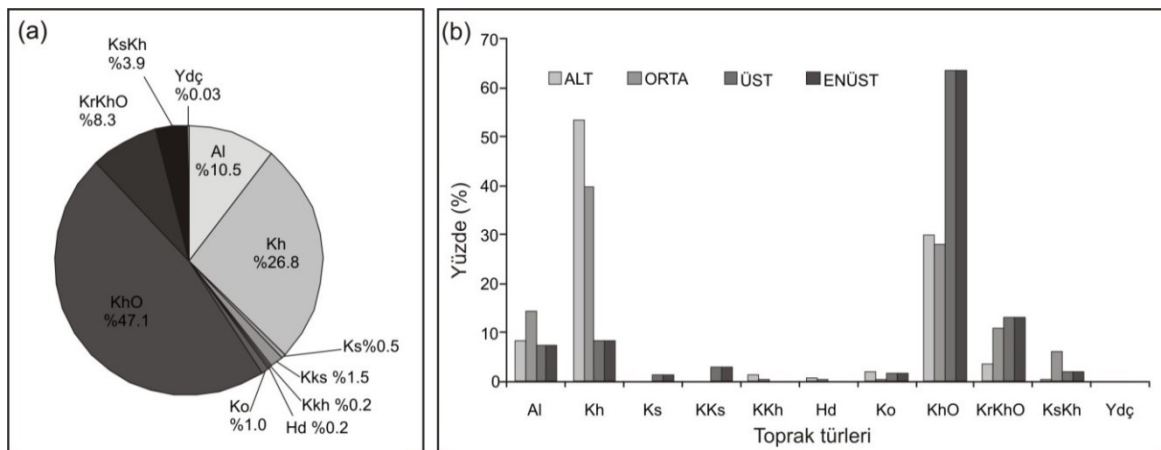 (a)
KsKh
%3.9
Ydç
%0.03
KrKhO
%8.3
Al
%10.5
Kh
%26.8
KhO
%47.1
Ks%0.5
Kks %1.5
Kkh %0.2
Hd %0.2
Ko
%1.0
(b)
Yüzde (%)
70
60
50
40
30
20
10
0
ALT ORTA ÜST ENÜST
Al Kh Ks KKs KKh Hd Ko KhO KrKhO KsKh Ydç
Toprak türleri